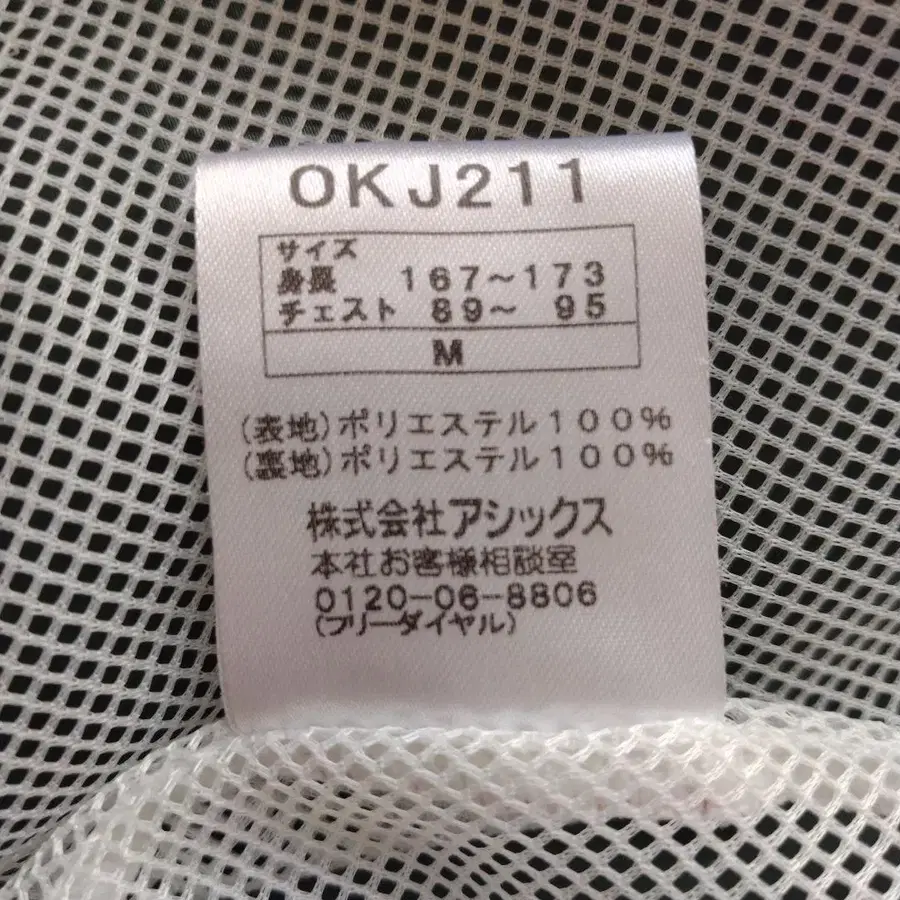 OKJ211
サイズ
身長 167〜173
チェスト 89〜 95
M
(表地)ポリエステル100%
(裏地)ポリエステル100%
株式会社アシックス
本社お客様相談室
0120-06-8806
(フリーダイヤル)